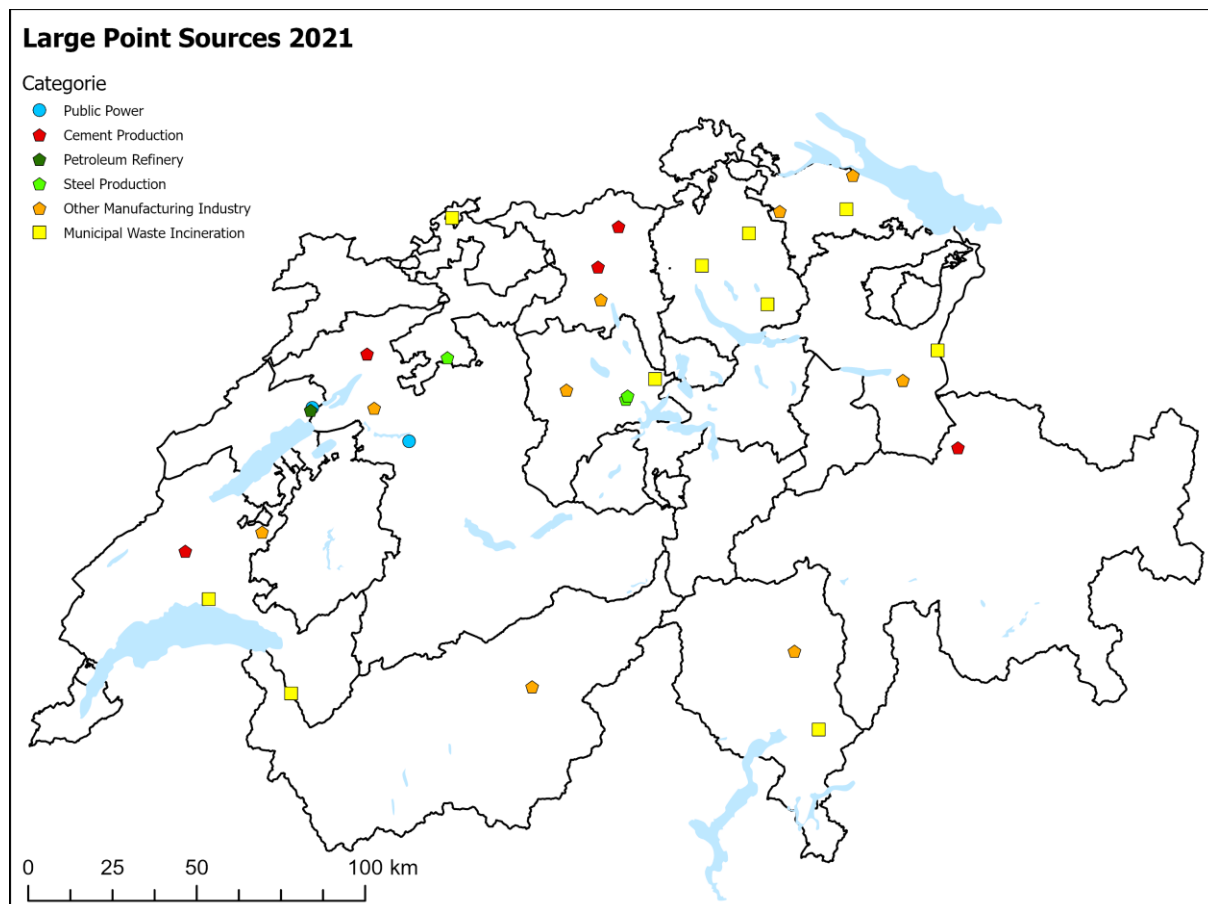 Large Point Sources 2021
Categorie
Public Power
Cement Production
Petroleum Refinery
Steel Production
Other Manufacturing Industry
Municipal Waste Incineration
0 25 50 100 km